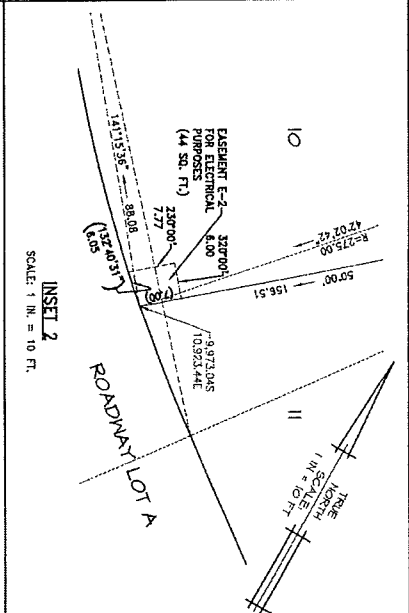 10
EASEMENT E-2
FOR ELECTRICAL
PURPOSES
(44 SQ. FT.)
320°00'
6.00
230°00'
7.77
(7.00)
42°02'42"
R=275.00
50°00'
156.51
141°15'36"
88.08
(132°40'31")
6.05
9,973.04S
10,923.44E
11
TRUE
NORTH
SCALE:
1 IN = 10 FT
ROADWAY LOT A
INSET 2
SCALE: 1 IN. = 10 FT.